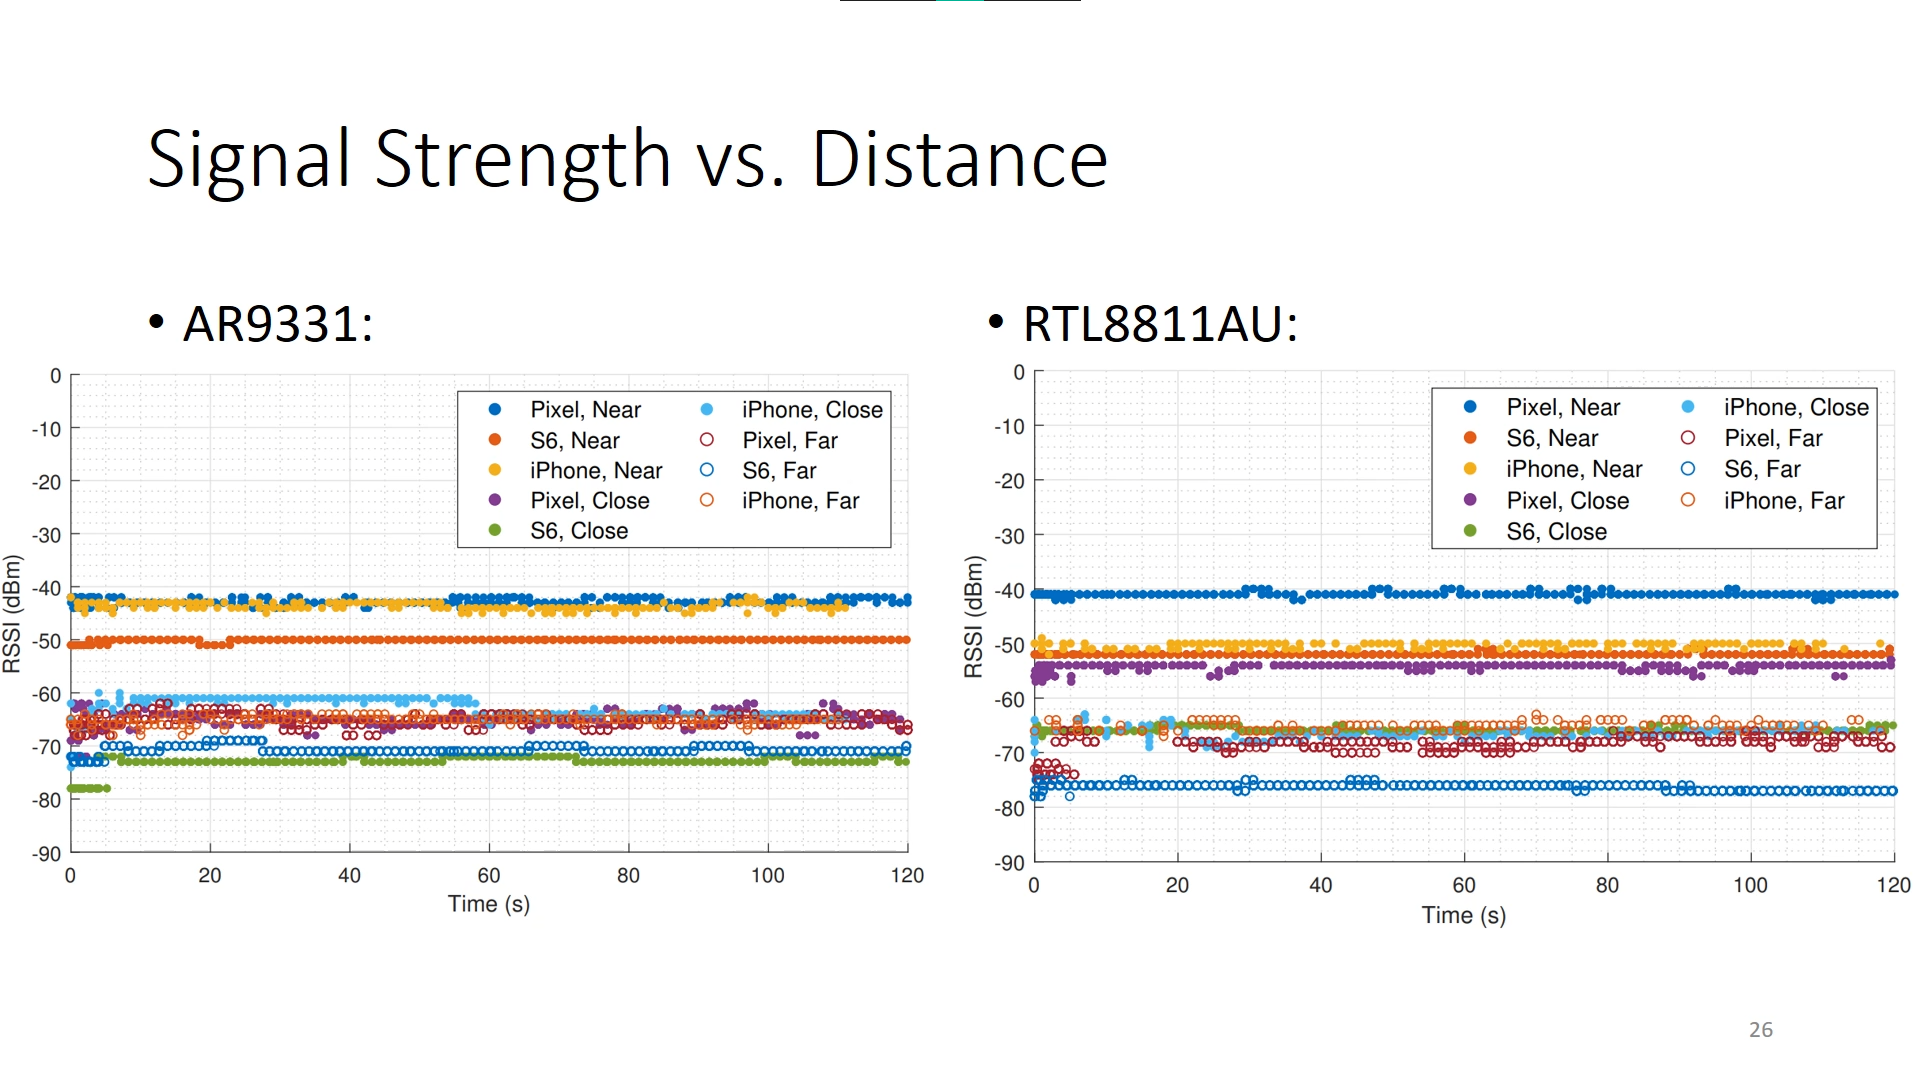 Signal Strength vs. Distance
• AR9331:
0
-10
-20
-30
-40
-50
-60
-70
-80
-90
RSSI (dBm)
Pixel, Near
S6, Near
iPhone, Near
Pixel, Close
S6, Close
iPhone, Close
Pixel, Far
S6, Far
iPhone, Far
0 20 40 60 80 100 120
Time (s)
• RTL8811AU:
0
-10
-20
-30
-40
-50
-60
-70
-80
-90
RSSI (dBm)
Pixel, Near
S6, Near
iPhone, Near
Pixel, Close
S6, Close
iPhone, Close
Pixel, Far
S6, Far
iPhone, Far
0 20 40 60 80 100 120
Time (s)
26